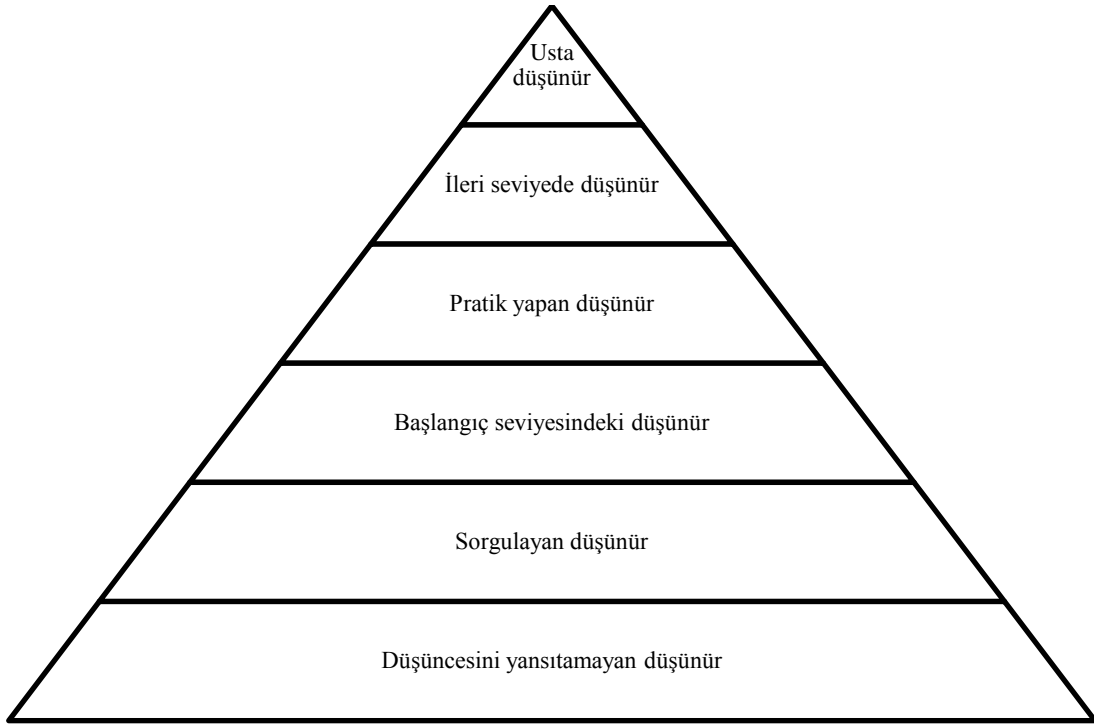 Usta
düşünür
İleri seviyede düşünür
Pratik yapan düşünür
Başlangıç seviyesindeki düşünür
Sorgulayan düşünür
Düşüncesini yansıtamayan düşünür